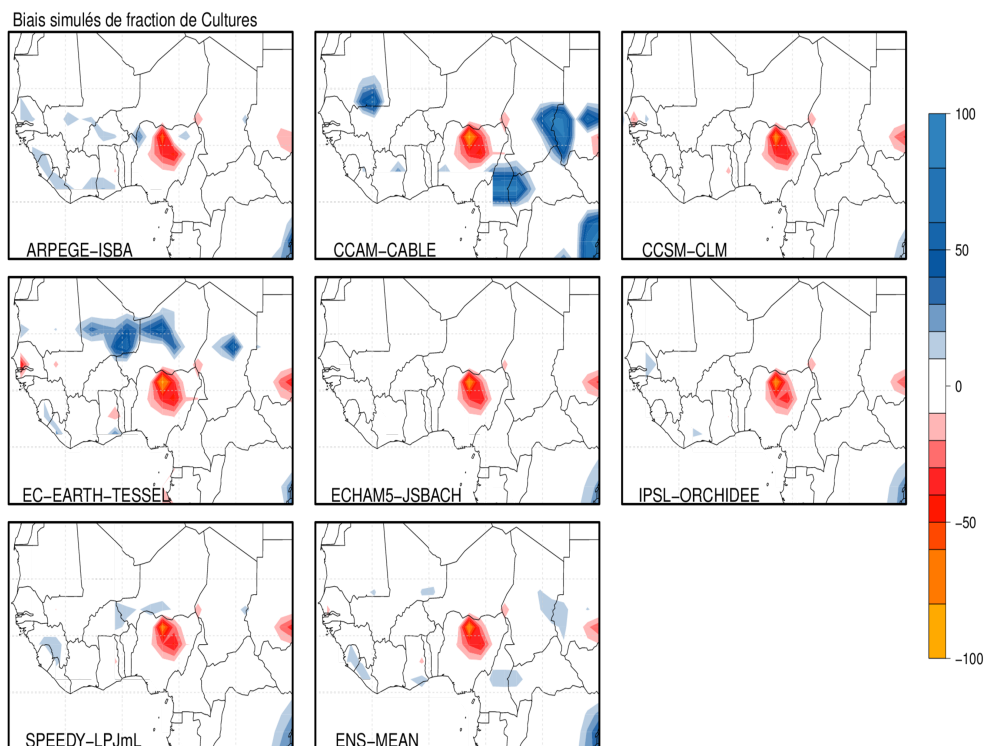 Biais simulés de fraction de Cultures
ARPEGE−ISBA
CCAM−CABLE
CCSM−CLM
EC−EARTH−TESSEL
ECHAM5−JSBACH
IPSL−ORCHIDEE
SPEEDY−LPJmL
ENS−MEAN
100
50
0
−50
−100